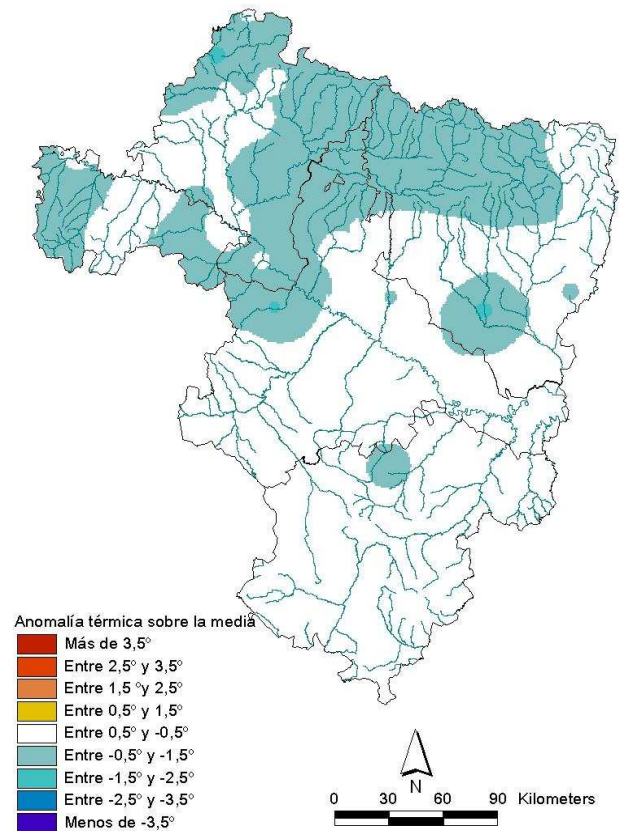 Anomalía térmica sobre la media
Más de 3,5°
Entre 2,5° y 3,5°
Entre 1,5 °y 2,5°
Entre 0,5° y 1,5°
Entre 0,5° y -0,5°
Entre -0,5° y -1,5°
Entre -1,5° y -2,5°
Entre -2,5° y -3,5°
Menos de -3,5°
N
0 30 60 90 Kilometers